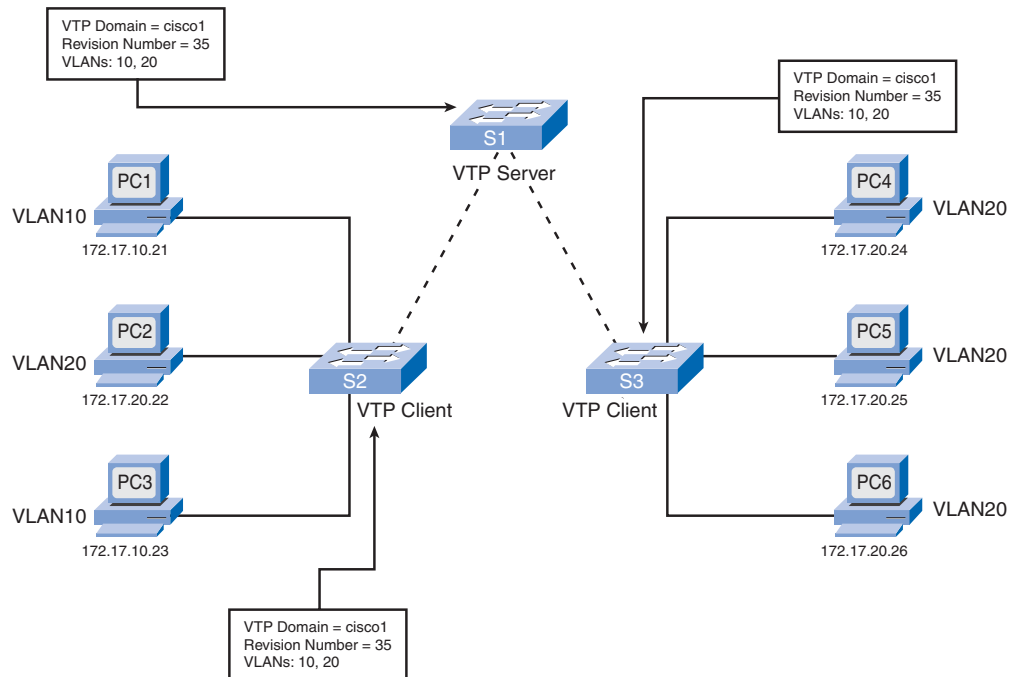 VTP Domain = cisco1
Revision Number = 35
VLANs: 10, 20
VTP Domain = cisco1
Revision Number = 35
VLANs: 10, 20
S1
VTP Server
PC1
VLAN10
172.17.10.21
PC4
VLAN20
172.17.20.24
PC2
VLAN20
172.17.20.22
S2
VTP Client
S3
VTP Client
PC5
VLAN20
172.17.20.25
PC3
VLAN10
172.17.10.23
PC6
VLAN20
172.17.20.26
VTP Domain = cisco1
Revision Number = 35
VLANs: 10, 20